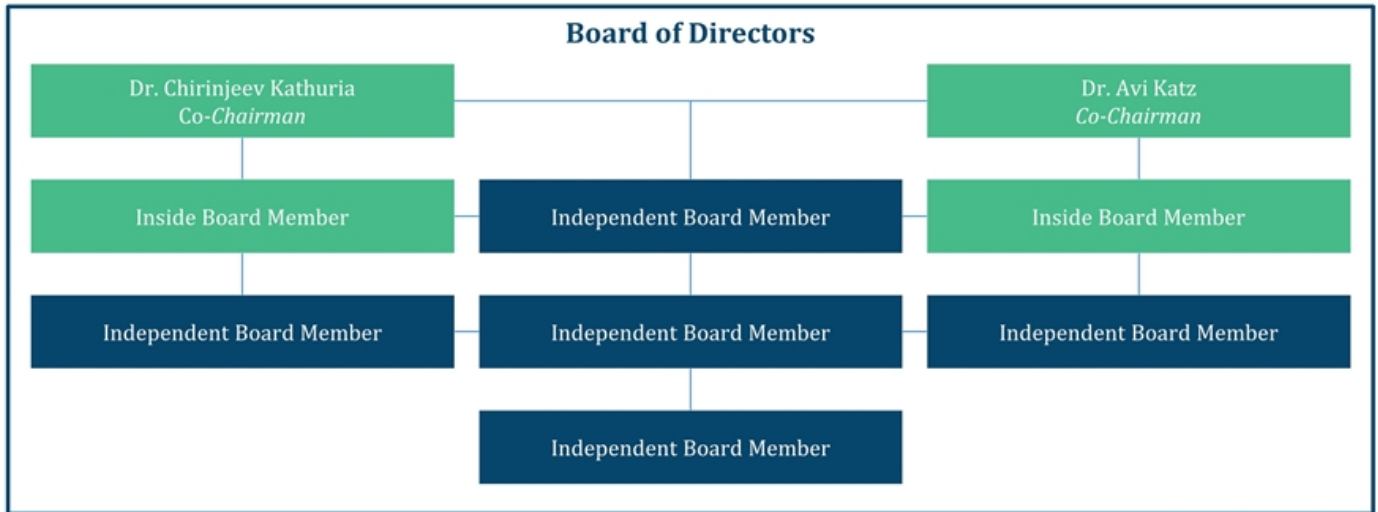 Board of Directors
Dr. Chirinjeev Kathuria
Co-Chairman
Dr. Avi Katz
Co-Chairman
Inside Board Member
Independent Board Member
Inside Board Member
Independent Board Member
Independent Board Member
Independent Board Member
Independent Board Member